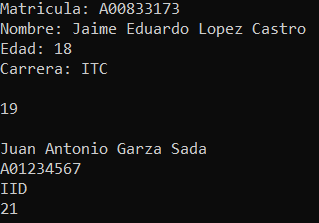 Matricula: A00833173
Nombre: Jaime Eduardo Lopez Castro
Edad: 18
Carrera: ITC
19
Juan Antonio Garza Sada
A01234567
IID
21